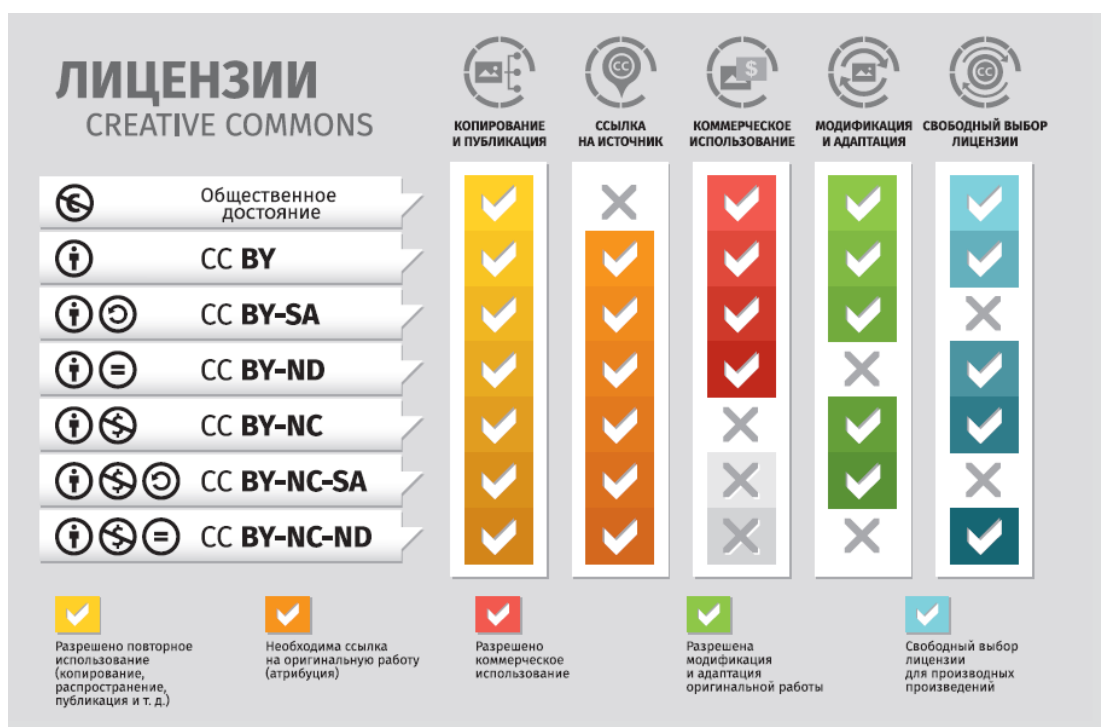 ЛИЦЕНЗИИ
CREATIVE COMMONS
КОПИРОВАНИЕ
И ПУБЛИКАЦИЯ
ССЫЛКА
НА ИСТОЧНИК
КОММЕРЧЕСКОЕ
ИСПОЛЬЗОВАНИЕ
МОДИФИКАЦИЯ
И АДАПТАЦИЯ
СВОБОДНЫЙ ВЫБОР
ЛИЦЕНЗИИ
Общественное
достояние
CC BY
CC BY-SA
CC BY-ND
CC BY-NC
CC BY-NC-SA
CC BY-NC-ND
Разрешено повторное
использование
(копирование,
распространение,
публикация и т. д.)
Необходима ссылка
на оригинальную работу
(атрибуция)
Разрешено
коммерческое
использование
Разрешена
модификация
и адаптация
оригинальной работы
Свободный выбор
лицензии
для производных
произведений